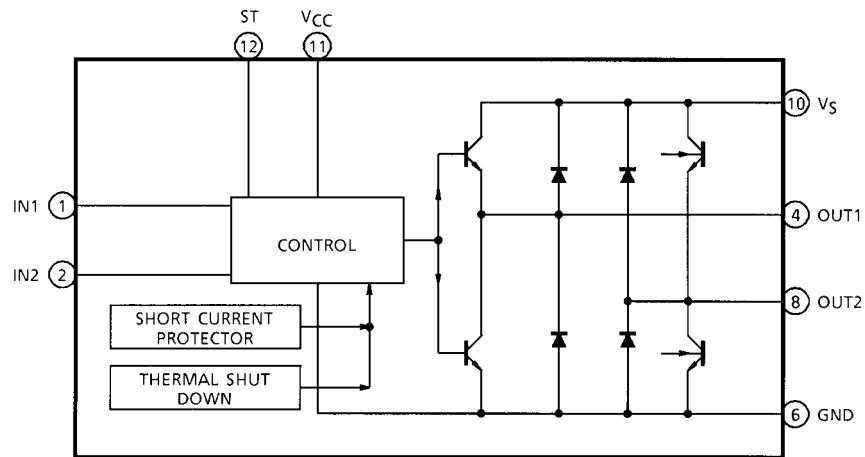 ST VCC
12 11
10 VS
IN1 1
4 OUT1
CONTROL
IN2 2
8 OUT2
SHORT CURRENT
PROTECTOR
THERMAL SHUT
DOWN
6 GND